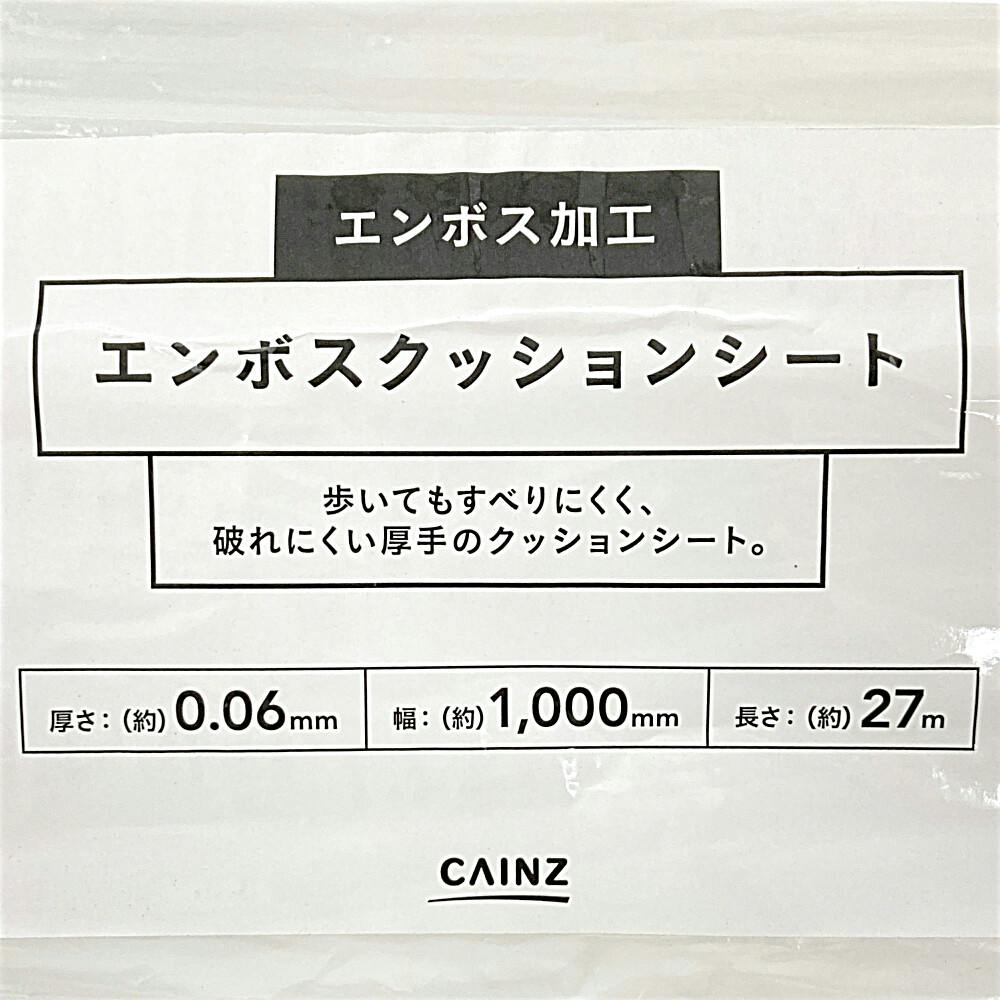 エンボス加工
エンボスクッションシート
歩いてもすべりにくく、
破れにくい厚手のクッションシート。
厚さ：（約）0.06mm 幅：（約）1,000mm 長さ：（約）27m
CAINZ